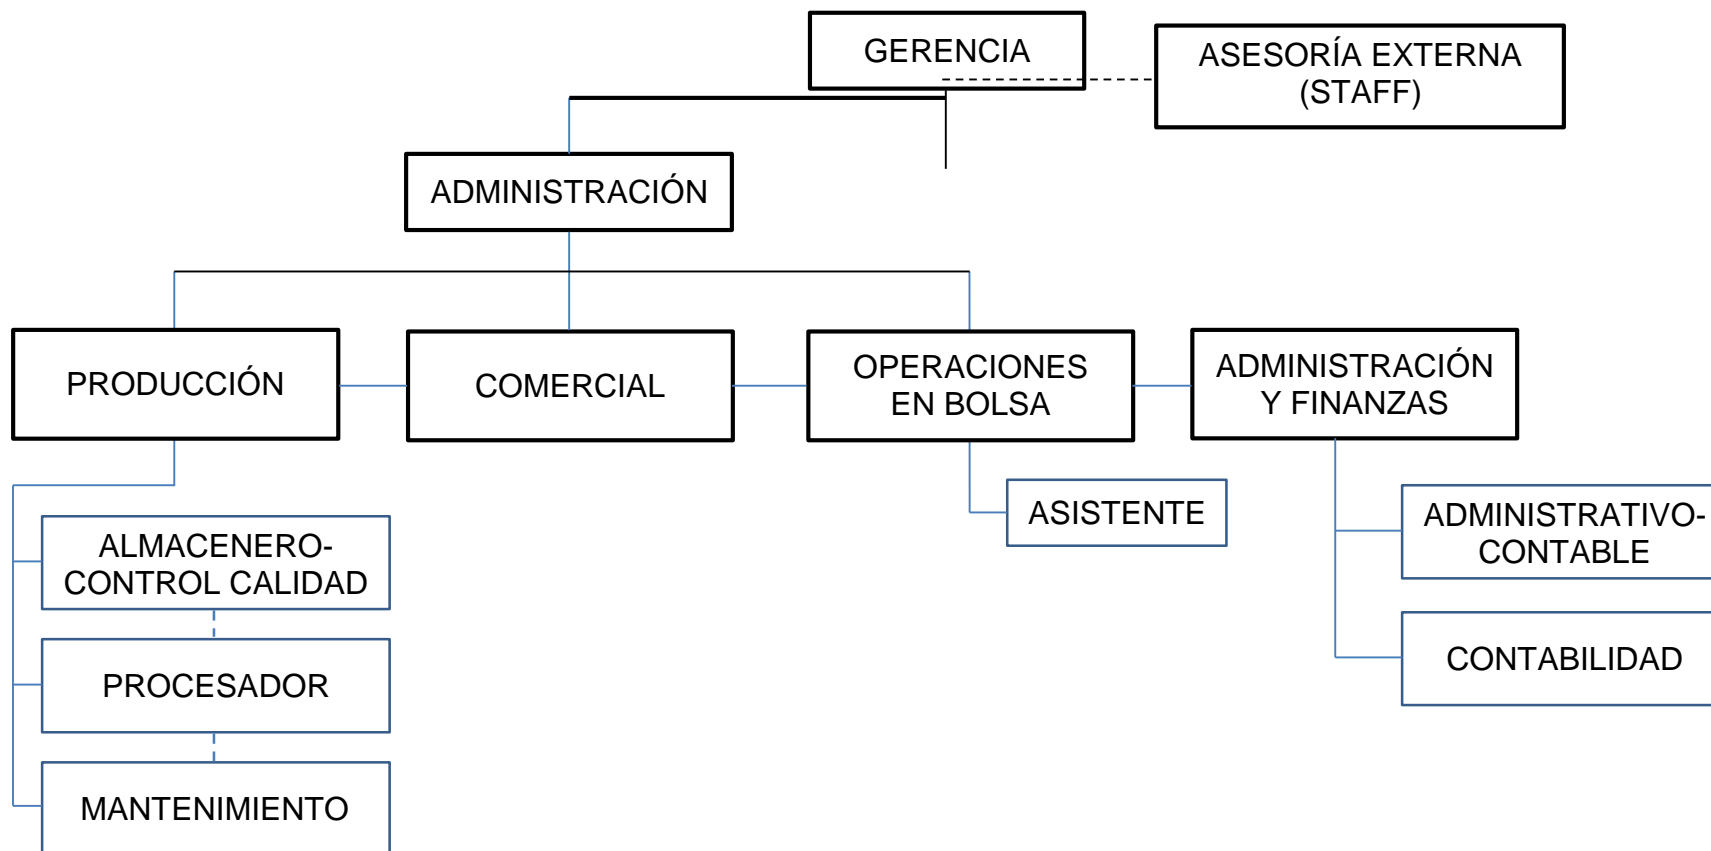 GERENCIA
ASESORÍA EXTERNA
(STAFF)
ADMINISTRACIÓN
PRODUCCIÓN
COMERCIAL
OPERACIONES
EN BOLSA
ADMINISTRACIÓN
Y FINANZAS
ASISTENTE
ADMINISTRATIVO-
CONTABLE
ALMACENERO-
CONTROL CALIDAD
PROCESADOR
CONTABILIDAD
MANTENIMIENTO